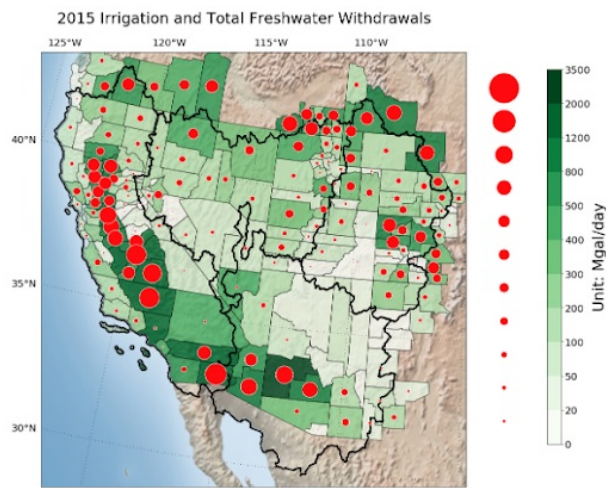 2015 Irrigation and Total Freshwater Withdrawals
125°W 120°W 115°W 110°W
40°N
35°N
30°N
3500
2000
1200
800
500
400
300
200
100
50
20
0
Unit: Mgal/day